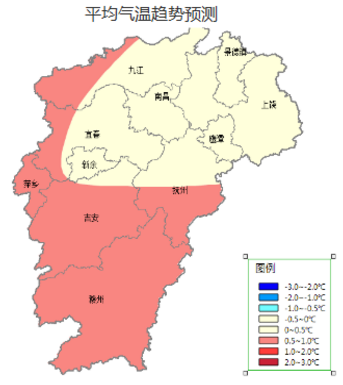 平均气温趋势预测
景德镇
九江
南昌
上饶
宜春
鹰潭
新余
萍乡
抚州
吉安
赣州
图例
-3.0~-2.0℃
-2.0~-1.0℃
-1.0~-0.5℃
-0.5~0℃
0~0.5℃
0.5~1.0℃
1.0~2.0℃
2.0~3.0℃